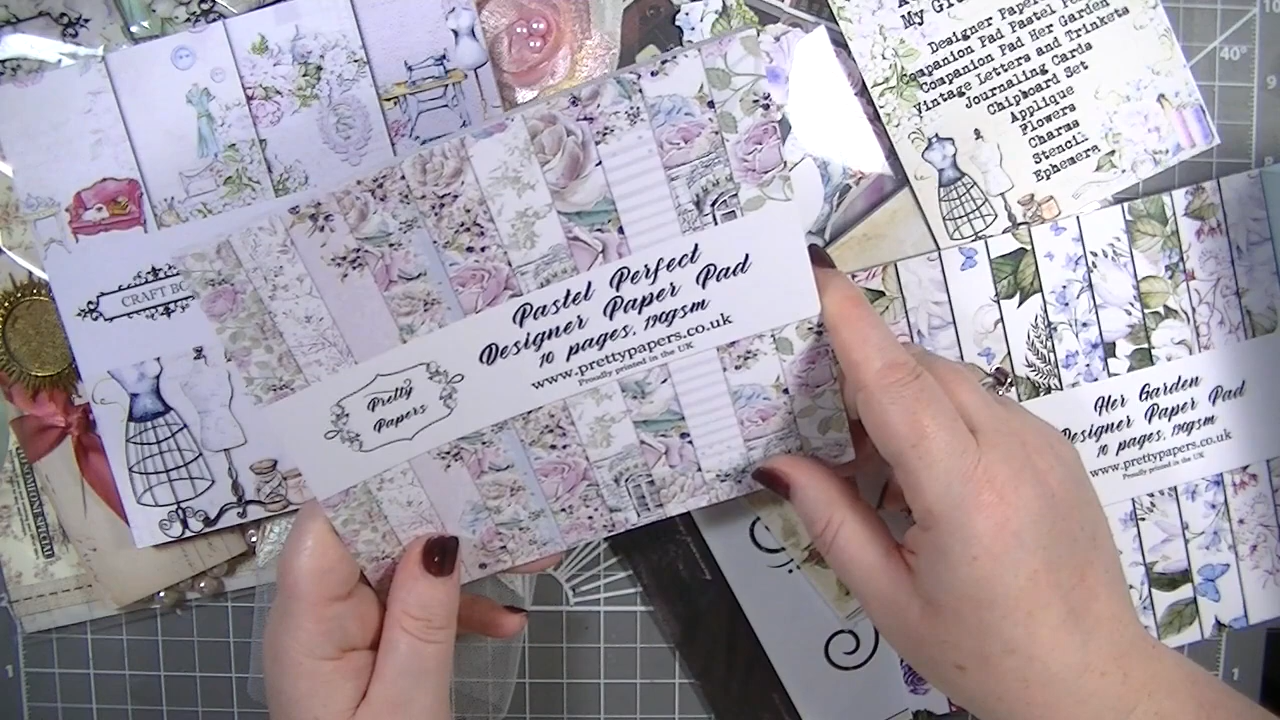 My Gr
Designer Paper
Companion Pad Pastel Pe
Companion Pad Her Garden
Vintage Letters and Trinkets
Journaling Cards
Chipboard Set
Applique
Flowers
Charms
Stencil
Ephemera
CRAFT BO
Pastel Perfect
Designer Paper Pad
10 pages, 190gsm
www.prettypapers.co.uk
Proudly printed in the UK
Pretty
Papers
Her Garden
Designer Paper Pad
10 pages, 190gsm
www.prettypapers.co.uk
Proudly printed in the UK